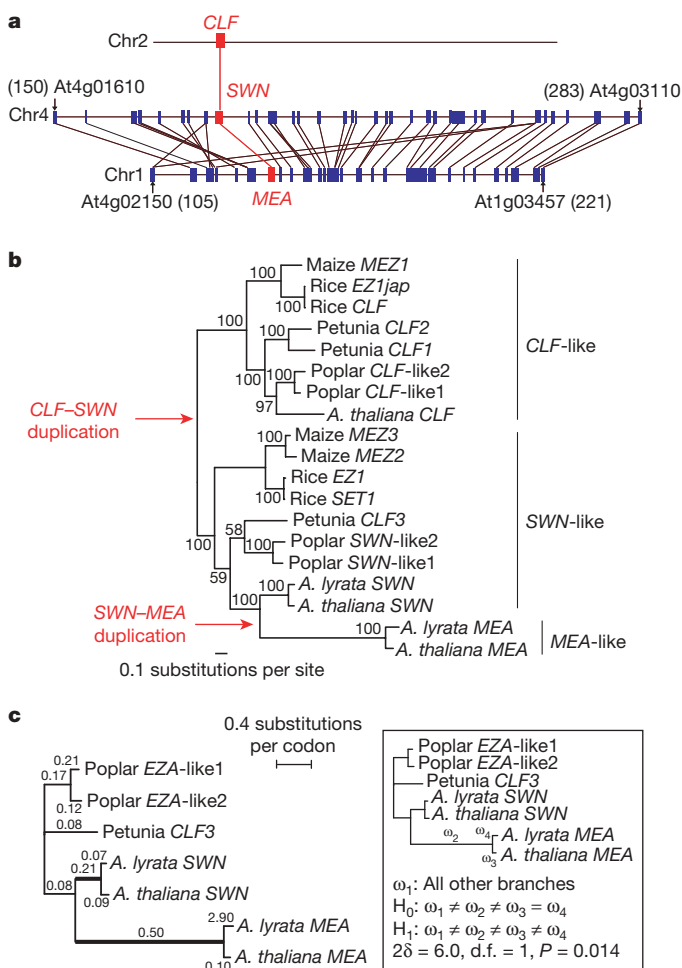 a
CLF
Chr2
(150) At4g01610
SWN
(283) At4g03110
Chr4
Chr1
At4g02150 (105)
MEA
At1g03457 (221)
b
100
Maize MEZ1
Rice EZ1jap
100
Rice CLF
100
100
Petunia CLF2
Petunia CLF1
CLF-like
100
100
Poplar CLF-like2
Poplar CLF-like1
97
A. thaliana CLF
CLF–SWN
duplication
100
Maize MEZ3
Maize MEZ2
Rice EZ1
100
Rice SET1
SWN-like
100
58
Petunia CLF3
100
Poplar SWN-like2
Poplar SWN-like1
59
100
A. lyrata SWN
100
A. thaliana SWN
SWN–MEA
duplication
100
A. lyrata MEA
A. thaliana MEA
MEA-like
0.1 substitutions per site
c
0.4 substitutions
per codon
0.21
Poplar EZA-like1
0.17
0.12
Poplar EZA-like2
0.08
Petunia CLF3
0.07
A. lyrata SWN
0.21
0.08
0.09
A. thaliana SWN
2.90
A. lyrata MEA
0.50
0.10
A. thaliana MEA
Poplar EZA-like1
Poplar EZA-like2
Petunia CLF3
A. lyrata SWN
A. thaliana SWN
ω2
ω4
A. lyrata MEA
ω3
A. thaliana MEA
ω1: All other branches
H0: ω1 ≠ ω2 ≠ ω3 = ω4
H1: ω1 ≠ ω2 ≠ ω3 ≠ ω4
2δ = 6.0, d.f. = 1, P = 0.014